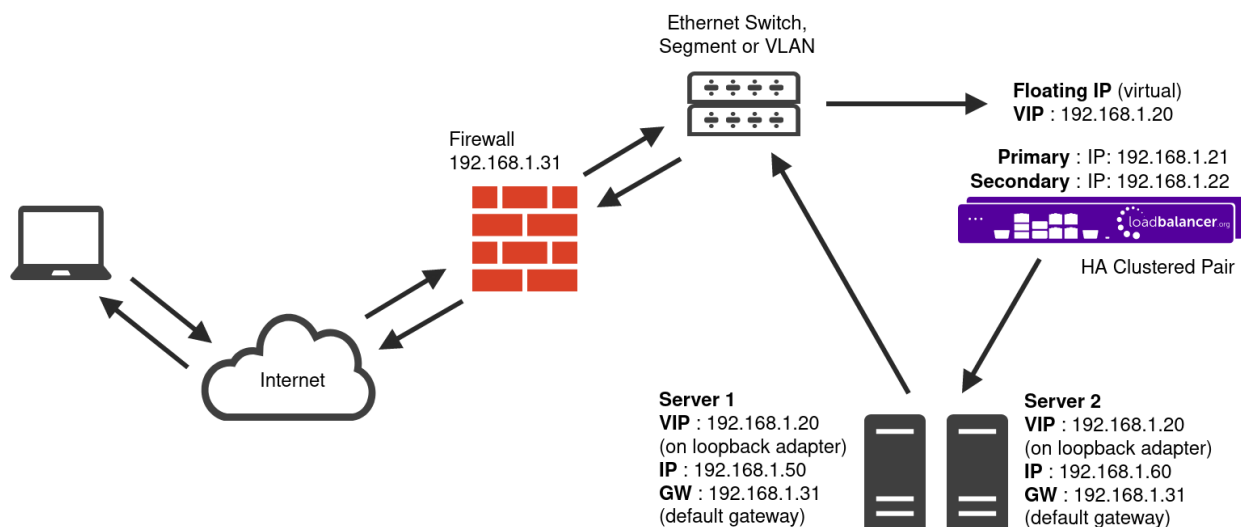 Ethernet Switch,
Segment or VLAN
Floating IP (virtual)
VIP : 192.168.1.20
Firewall
192.168.1.31
Primary : IP: 192.168.1.21
Secondary : IP: 192.168.1.22
loadbalancer.org
HA Clustered Pair
Internet
Server 1
VIP : 192.168.1.20
(on loopback adapter)
IP : 192.168.1.50
GW : 192.168.1.31
(default gateway)
Server 2
VIP : 192.168.1.20
(on loopback adapter)
IP : 192.168.1.60
GW : 192.168.1.31
(default gateway)